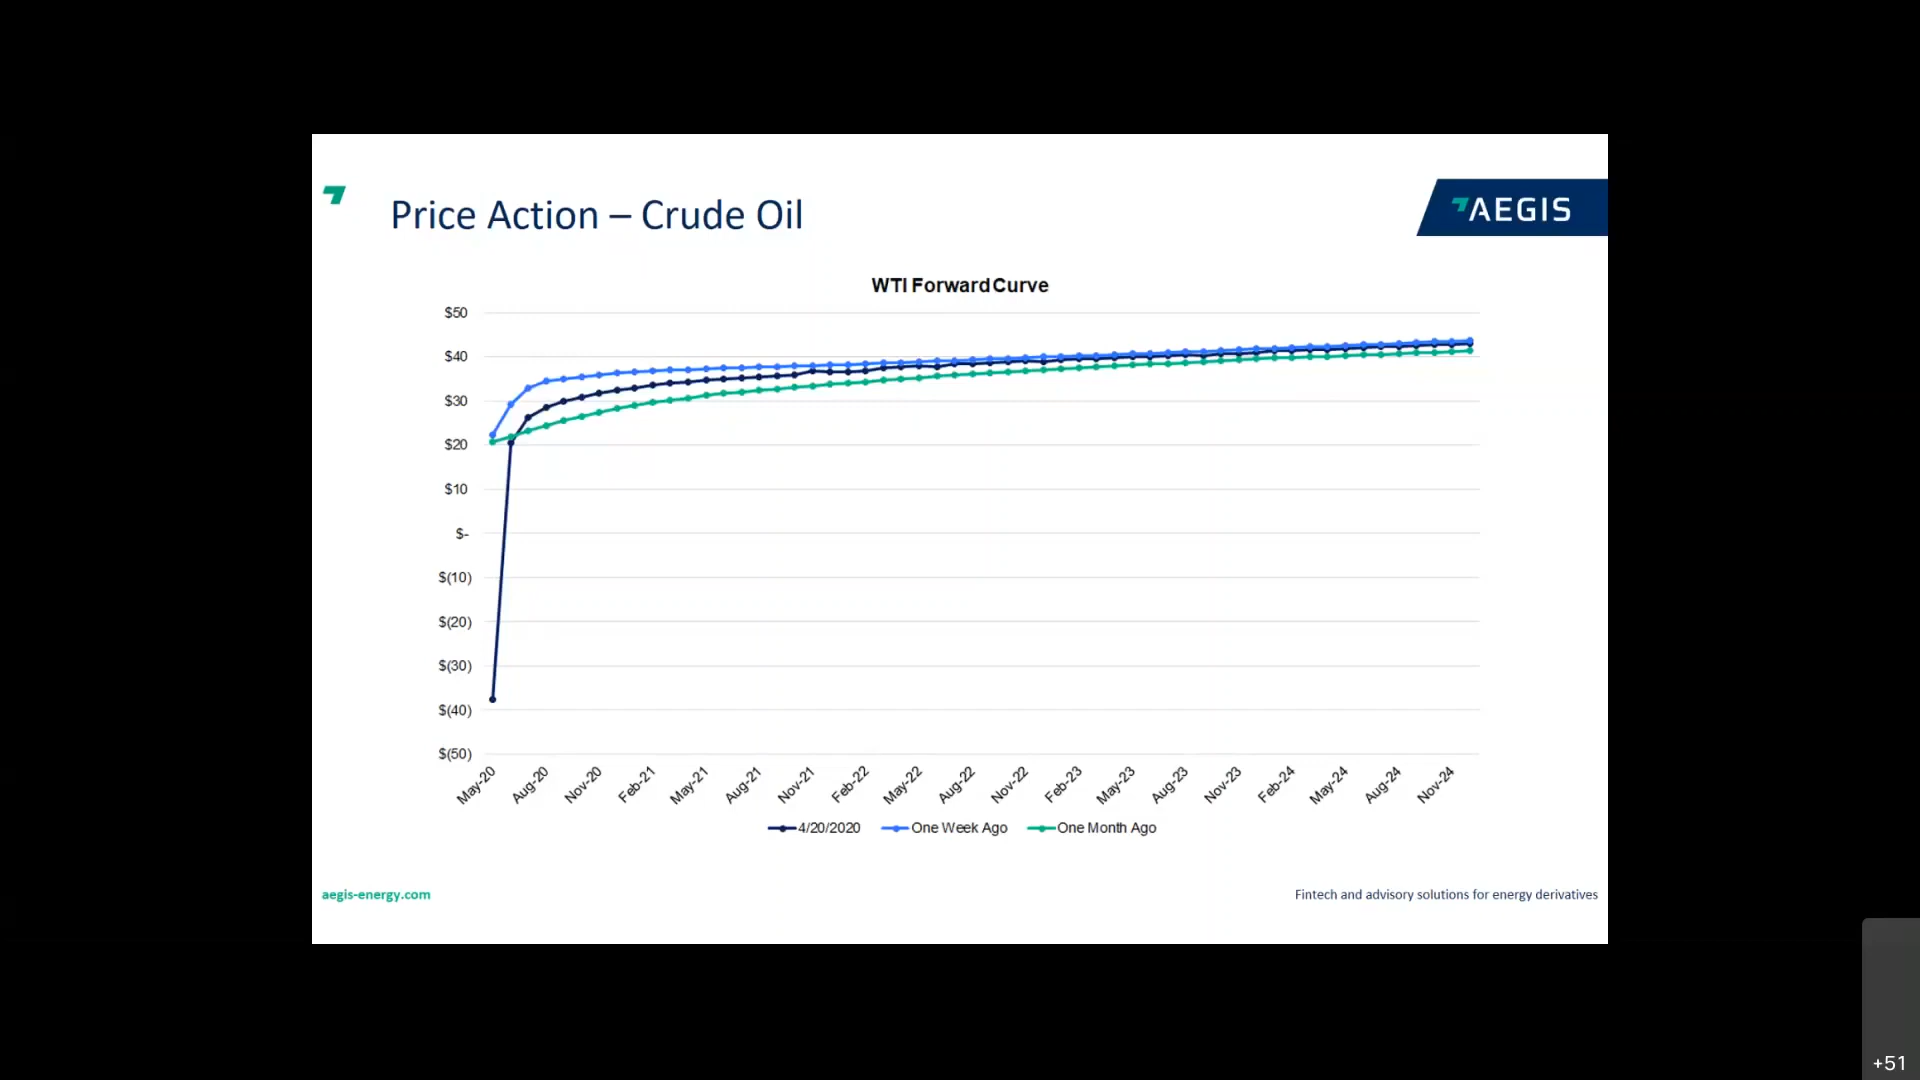 Price Action – Crude Oil
AEGIS
WTI Forward Curve
$50
$40
$30
$20
$10
$-
$(10)
$(20)
$(30)
$(40)
$(50)
May-20
Aug-20
Nov-20
Feb-21
May-21
Aug-21
Nov-21
Feb-22
May-22
Aug-22
Nov-22
Feb-23
May-23
Aug-23
Nov-23
Feb-24
May-24
Aug-24
Nov-24
4/20/2020 One Week Ago One Month Ago
aegis-energy.com
Fintech and advisory solutions for energy derivatives
+51